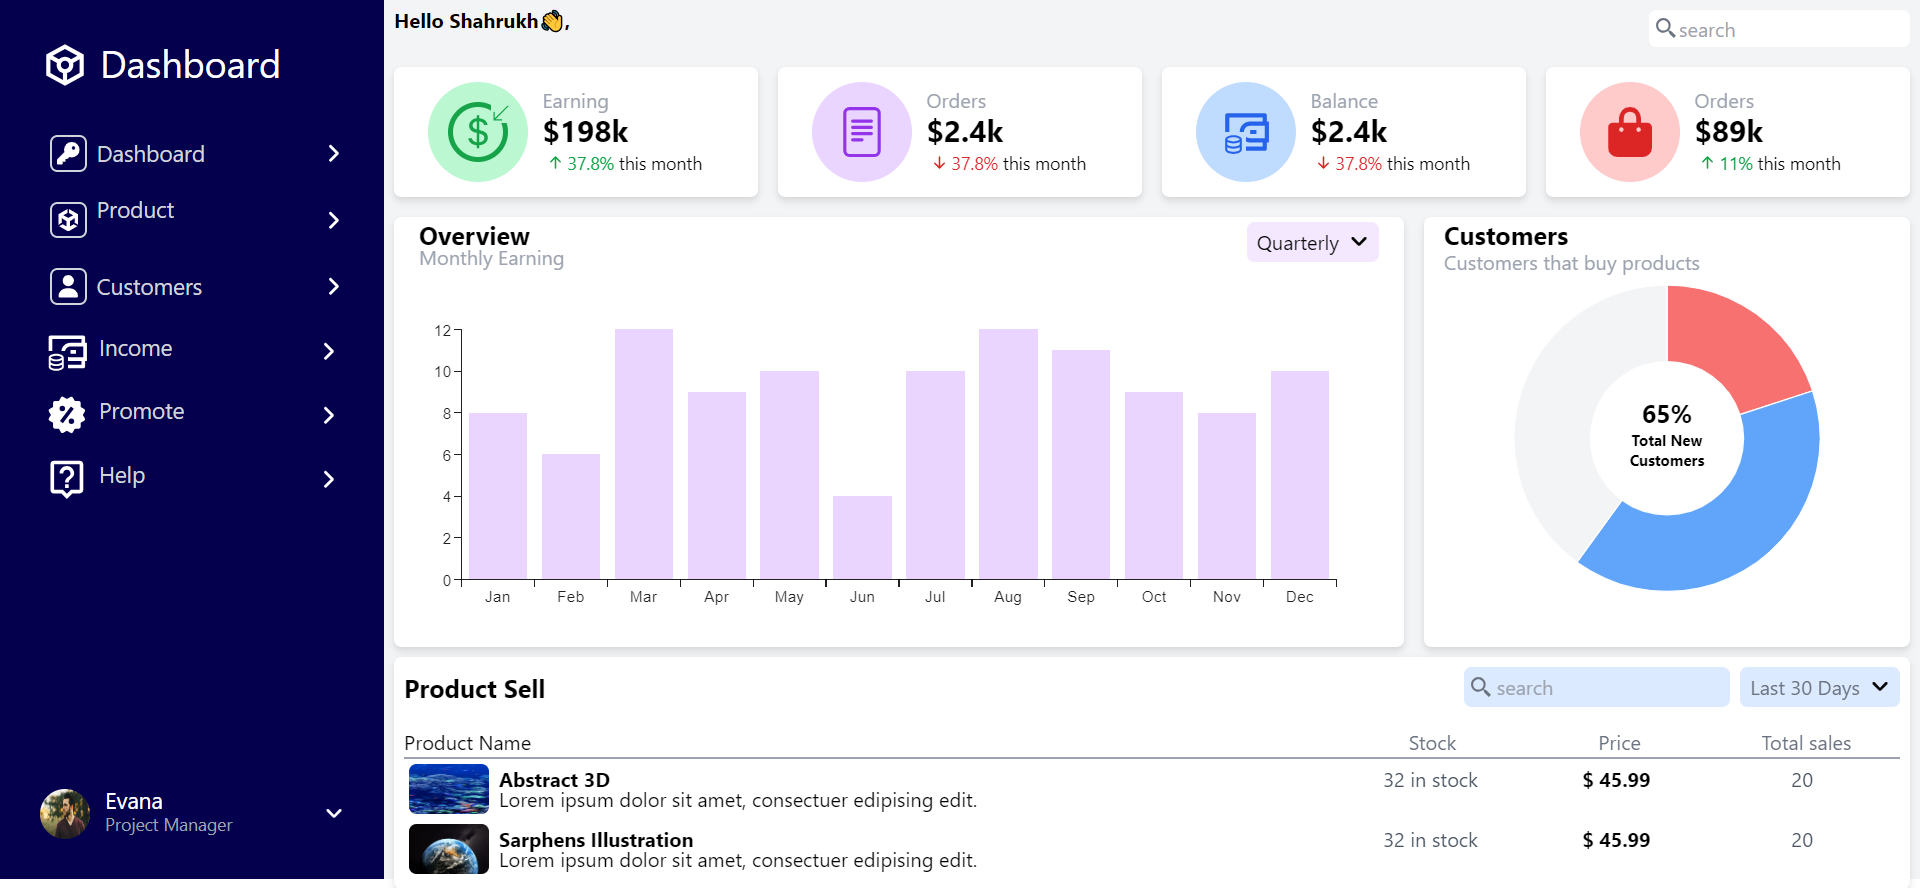 Dashboard
Dashboard
Product
Customers
Income
Promote
Help
Evana
Project Manager
Hello Shahrukh👋,
search
Earning
$198k
↑ 37.8% this month
Orders
$2.4k
↓ 37.8% this month
Balance
$2.4k
↓ 37.8% this month
Orders
$89k
↑ 11% this month
Overview
Monthly Earning
Quarterly
12
10
8
6
4
2
0
Jan Feb Mar Apr May Jun Jul Aug Sep Oct Nov Dec
Customers
Customers that buy products
65%
Total New
Customers
Product Sell
search
Last 30 Days
Product Name Stock Price Total sales
Abstract 3D 32 in stock $ 45.99 20
Lorem ipsum dolor sit amet, consectuer edipising edit.
Sarphens Illustration 32 in stock $ 45.99 20
Lorem ipsum dolor sit amet, consectuer edipising edit.